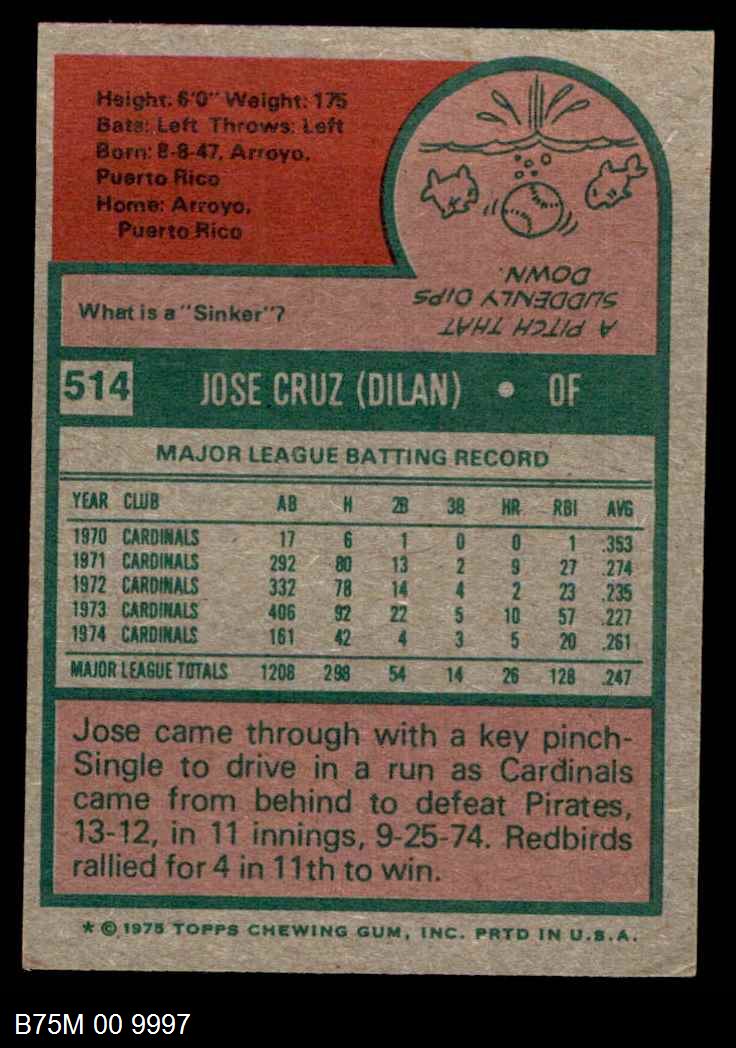 Height: 6'0" Weight: 175
Bats: Left Throws: Left
Born: 8-8-47, Arroyo,
Puerto Rico
Home: Arroyo,
Puerto Rico
What is a "Sinker"?
A PITCH THAT
SUDDENLY DIPS
DOWN.
514 JOSE CRUZ (DILAN) • OF
MAJOR LEAGUE BATTING RECORD
YEAR CLUB AB H 2B 3B HR RBI AVG
1970 CARDINALS 17 6 1 0 0 1 .353
1971 CARDINALS 292 80 13 2 9 27 .274
1972 CARDINALS 332 78 14 4 2 23 .235
1973 CARDINALS 406 92 22 5 10 57 .227
1974 CARDINALS 161 42 4 3 5 20 .261
MAJOR LEAGUE TOTALS 1208 298 54 14 26 128 .247
Jose came through with a key pinch-
Single to drive in a run as Cardinals
came from behind to defeat Pirates,
13-12, in 11 innings, 9-25-74. Redbirds
rallied for 4 in 11th to win.
* © 1975 TOPPS CHEWING GUM, INC. PRTD IN U.S.A.
B75M 00 9997